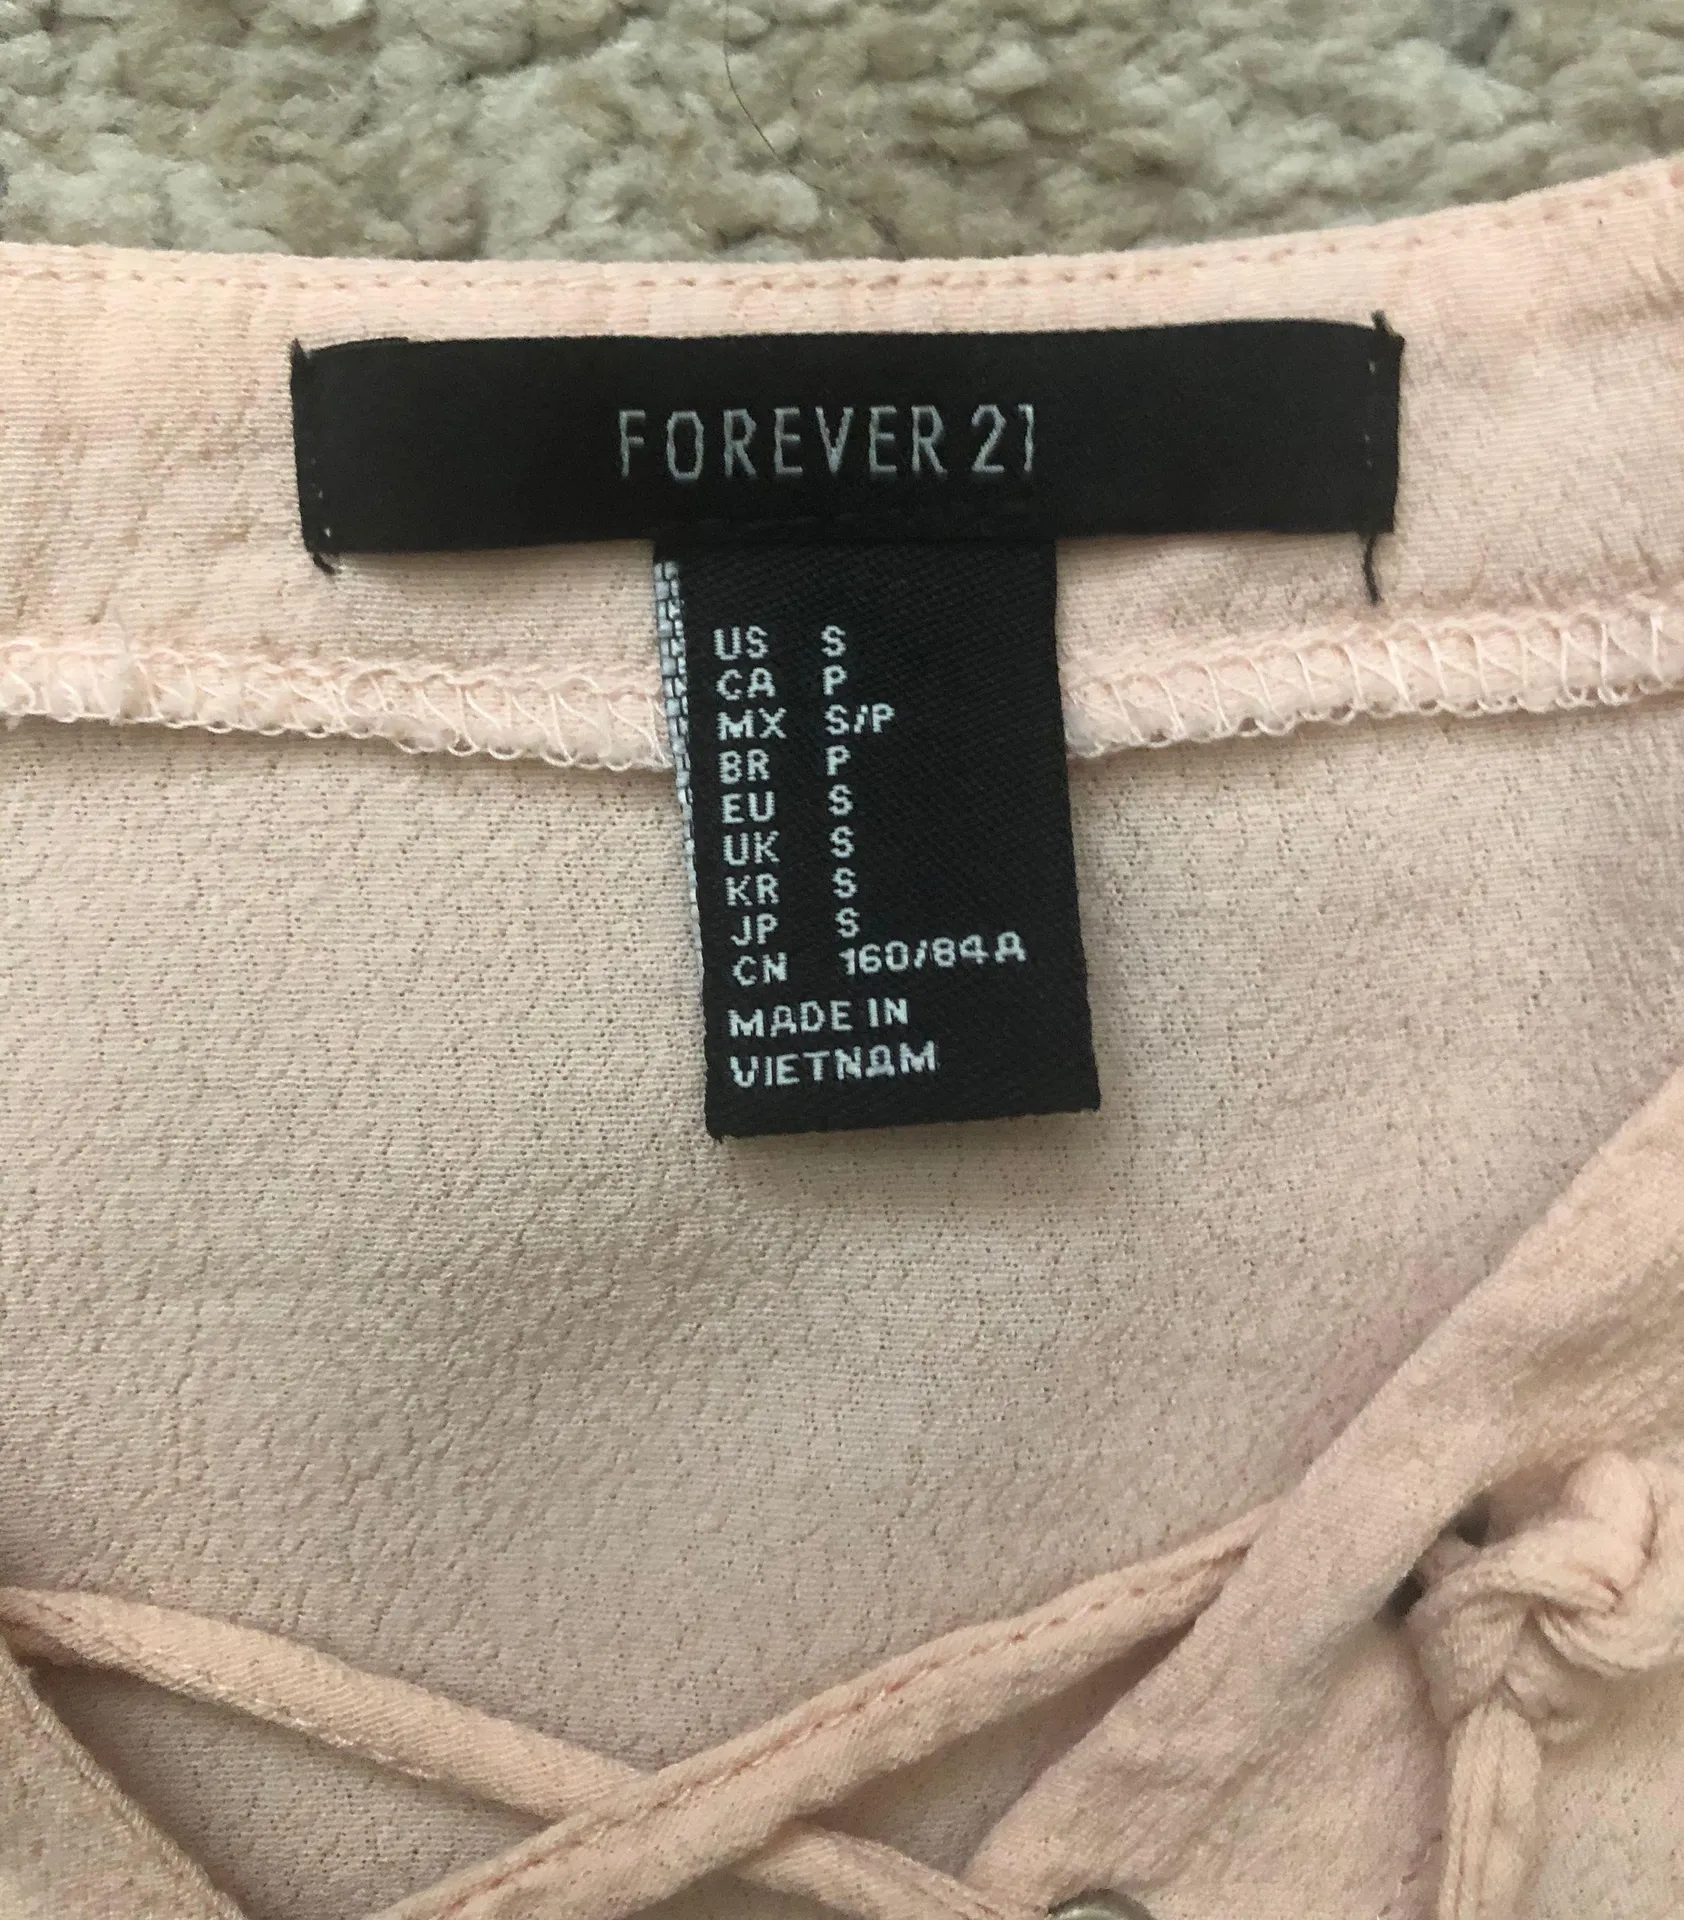 FOREVER 21
US S
CA P
MX S/P
BR P
EU S
UK S
KR S
JP S
CN 160/84A
MADE IN
VIETNAM